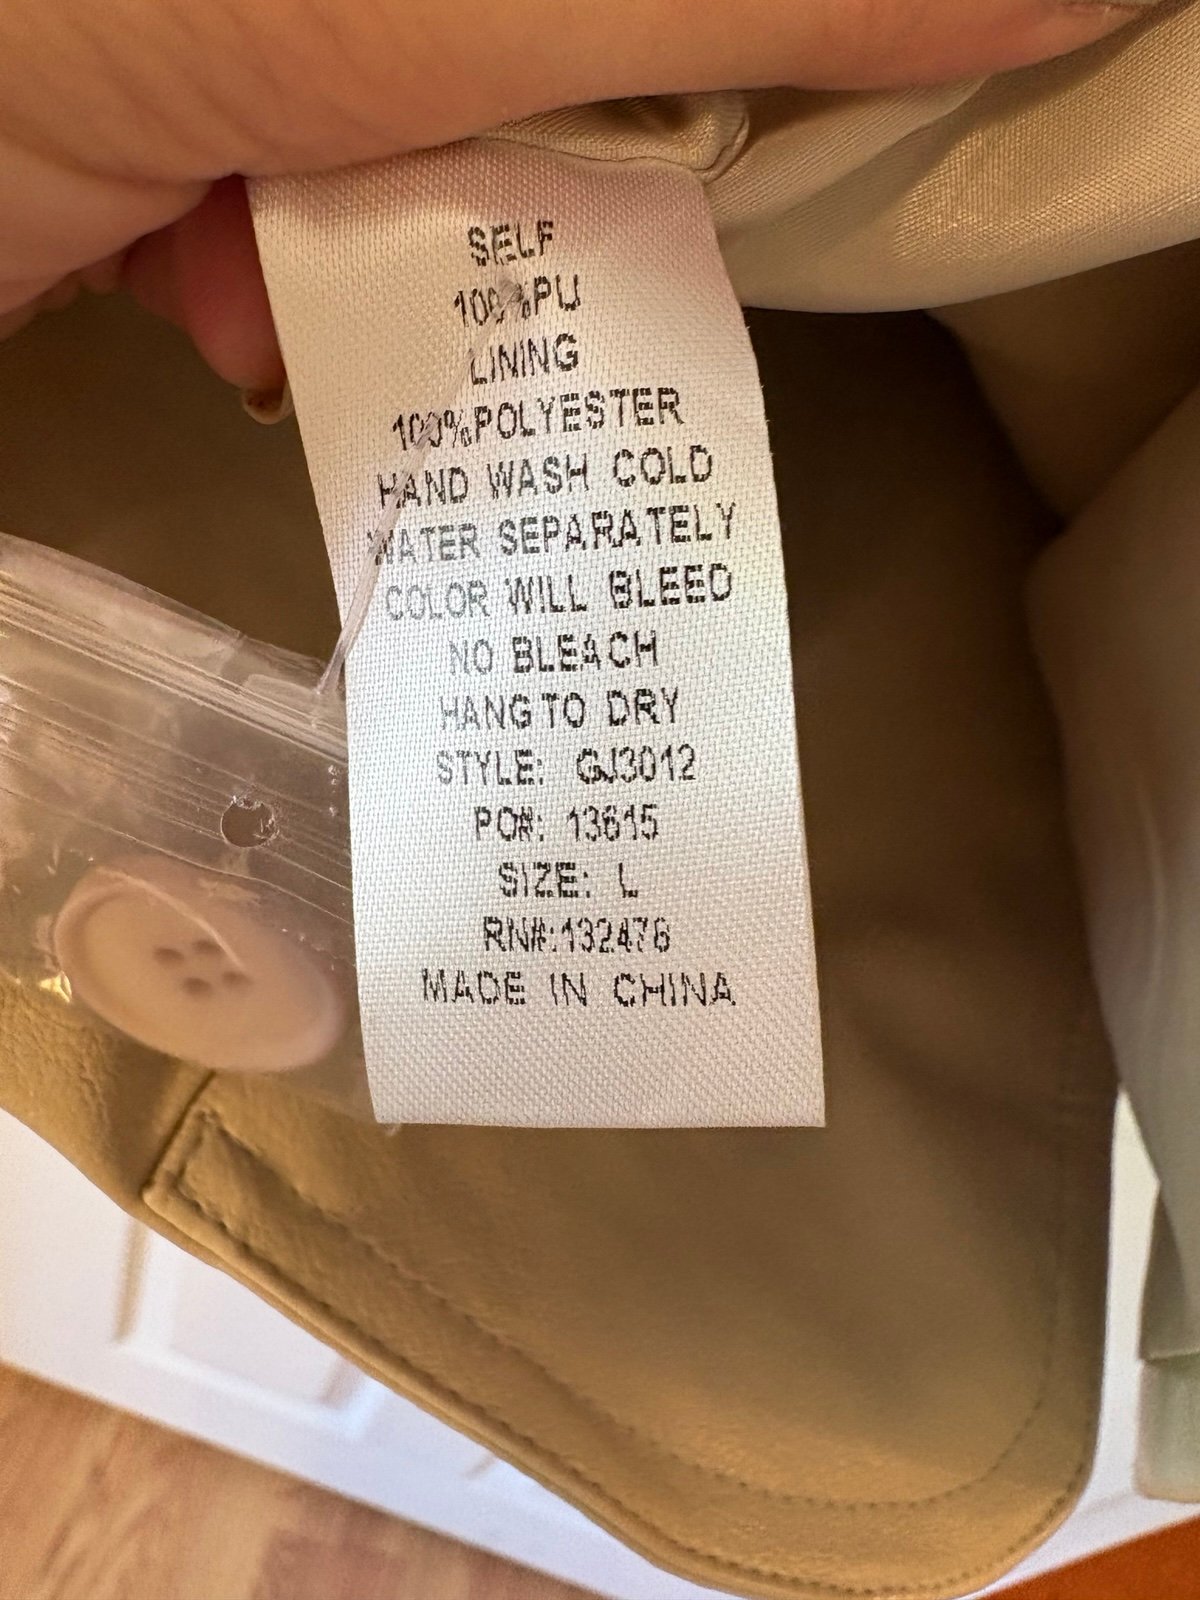 SELF
100%PU
LINING
100%POLYESTER
HAND WASH COLD
WATER SEPARATELY
COLOR WILL BLEED
NO BLEACH
HANG TO DRY
STYLE: GJ3012
PO#: 13615
SIZE: L
RN#:132476
MADE IN CHINA